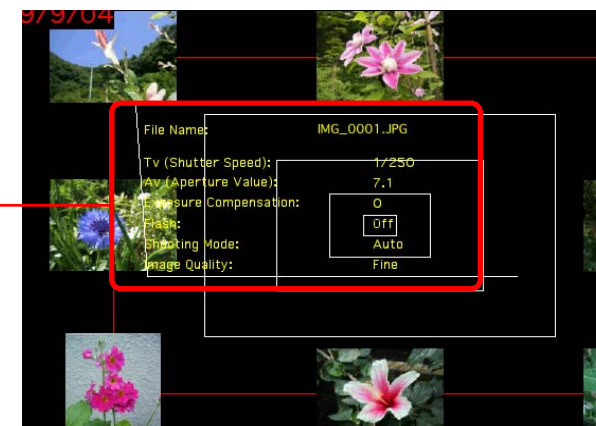 9/9/04
File Name: IMG_0001.JPG
Tv (Shutter Speed): 1/250
Av (Aperture Value): 7.1
Exposure Compensation: 0
Flash: Off
Shooting Mode: Auto
Image Quality: Fine